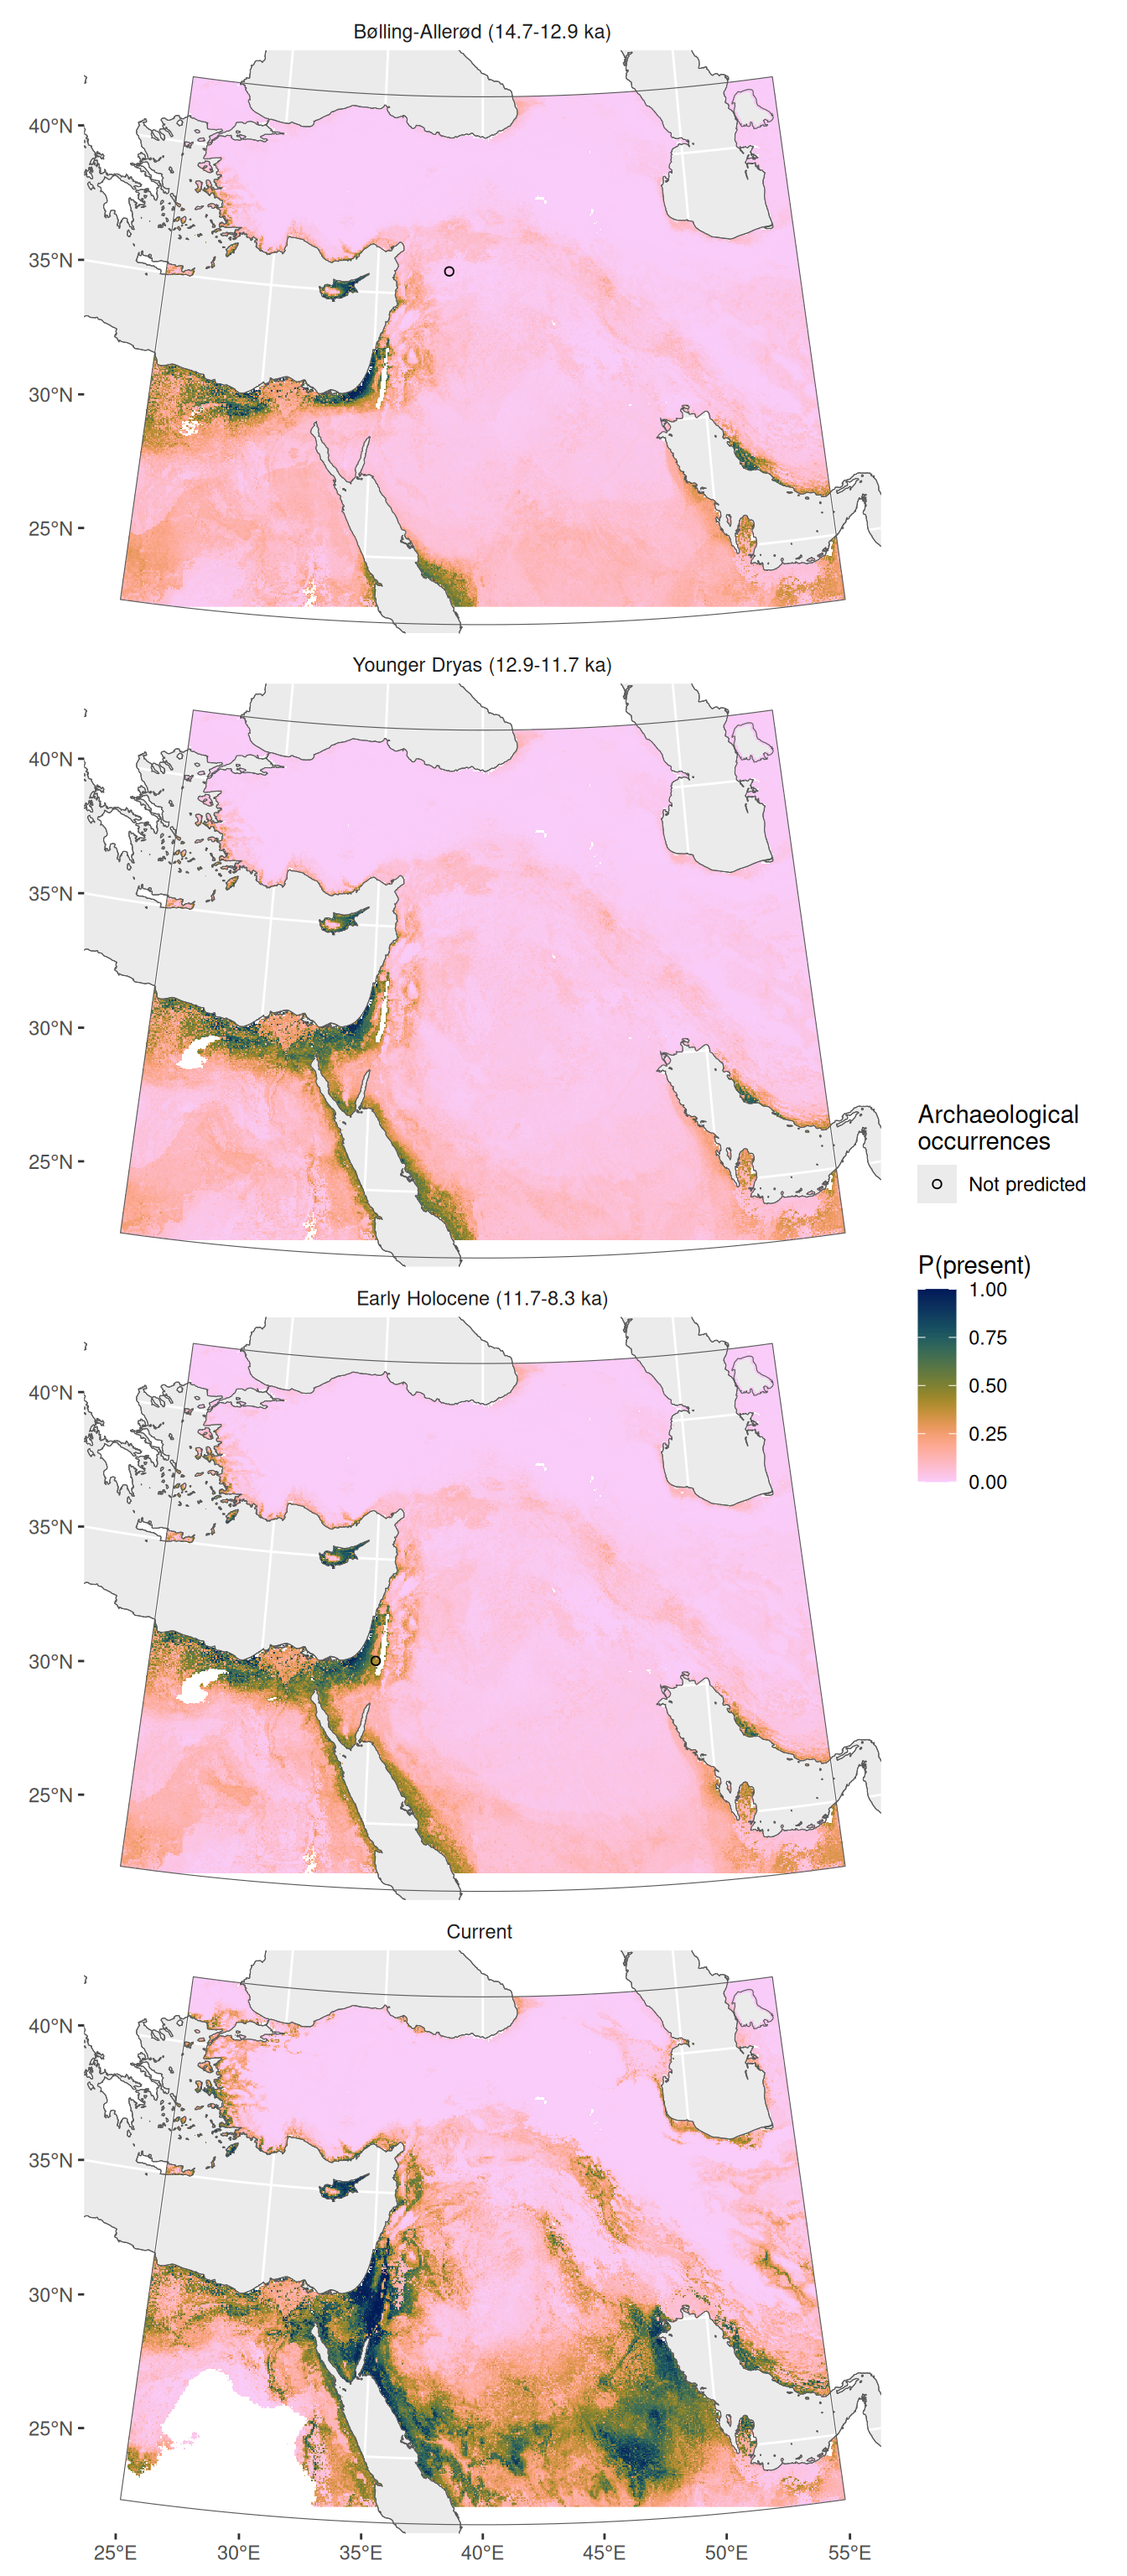 Bølling-Allerød (14.7-12.9 ka)
40°N
35°N
30°N
25°N
Younger Dryas (12.9-11.7 ka)
40°N
35°N
30°N
25°N
Early Holocene (11.7-8.3 ka)
40°N
35°N
30°N
25°N
Current
40°N
35°N
30°N
25°N
25°E 30°E 35°E 40°E 45°E 50°E 55°E
Archaeological
occurrences
Not predicted
P(present)
1.00
0.75
0.50
0.25
0.00